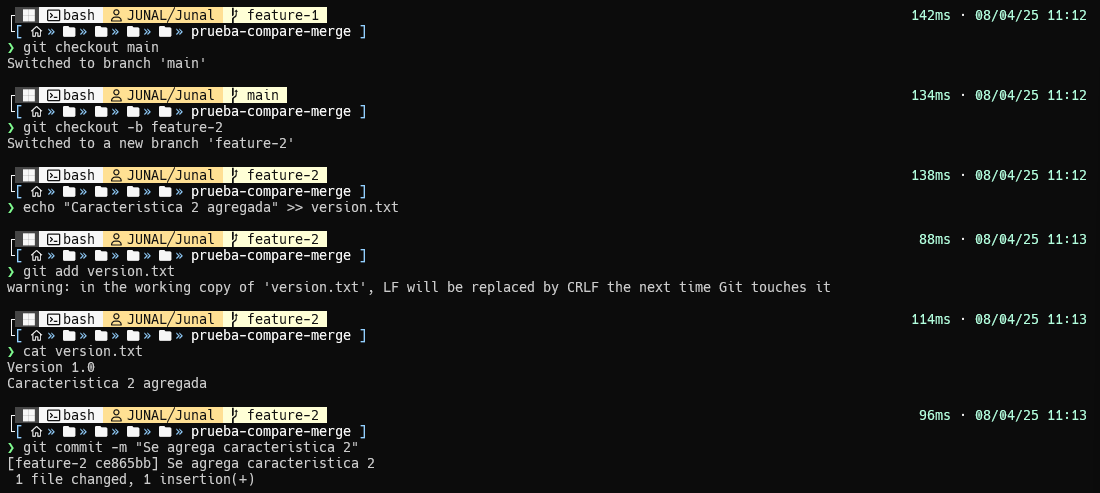 bash JUNAL/Junal feature-1 142ms · 08/04/25 11:12
[ » » » » » prueba-compare-merge ]
❯ git checkout main
Switched to branch 'main'
bash JUNAL/Junal main 134ms · 08/04/25 11:12
[ » » » » » prueba-compare-merge ]
❯ git checkout -b feature-2
Switched to a new branch 'feature-2'
bash JUNAL/Junal feature-2 138ms · 08/04/25 11:12
[ » » » » » prueba-compare-merge ]
❯ echo "Caracteristica 2 agregada" >> version.txt
bash JUNAL/Junal feature-2 88ms · 08/04/25 11:13
[ » » » » » prueba-compare-merge ]
❯ git add version.txt
warning: in the working copy of 'version.txt', LF will be replaced by CRLF the next time Git touches it
bash JUNAL/Junal feature-2 114ms · 08/04/25 11:13
[ » » » » » prueba-compare-merge ]
❯ cat version.txt
Version 1.0
Caracteristica 2 agregada
bash JUNAL/Junal feature-2 96ms · 08/04/25 11:13
[ » » » » » prueba-compare-merge ]
❯ git commit -m "Se agrega caracteristica 2"
[feature-2 ce865bb] Se agrega caracteristica 2
1 file changed, 1 insertion(+)